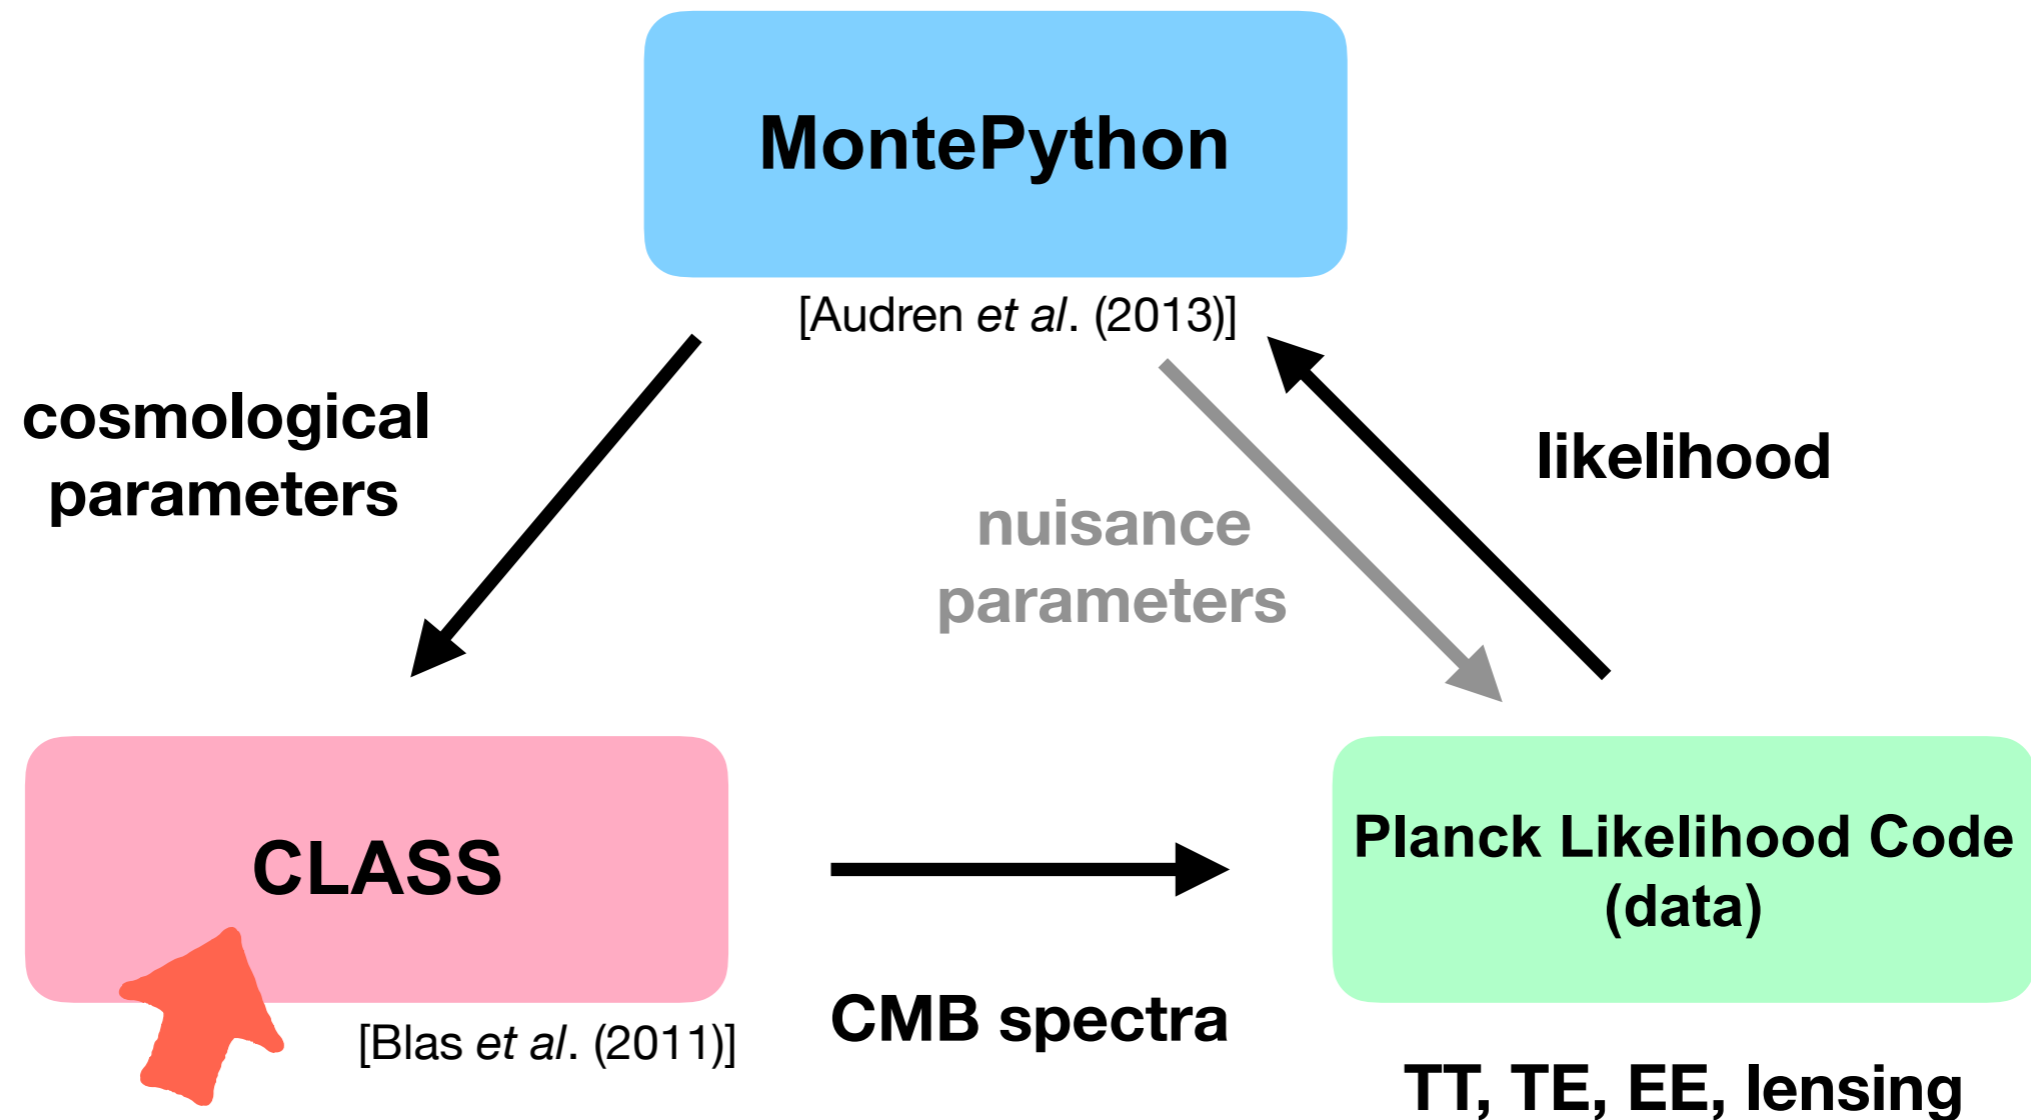 MontePython
[Audren et al. (2013)]
cosmological
parameters
likelihood
nuisance
parameters
CLASS
[Blas et al. (2011)]
CMB spectra
Planck Likelihood Code
(data)
TT, TE, EE, lensing